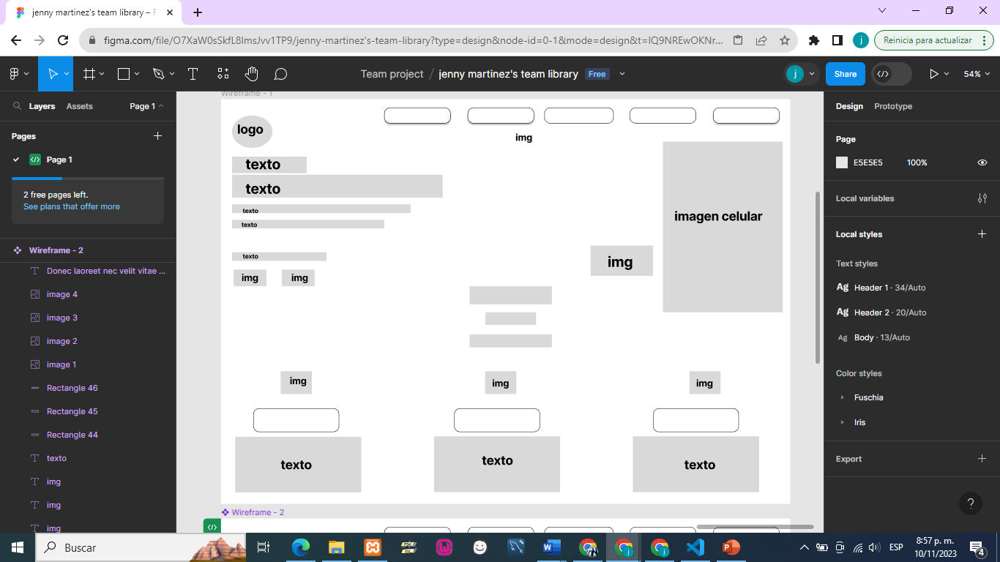 jenny martinez's team library – F
figma.com/file/O7XaW0sSkfL8ImsJvv1TP9/jenny-martinez's-team-library?type=design&node-id=0-1&mode=design&t=IQ9NREwOKNr...
j
Reinicia para actualizar
Team project / jenny martinez's team library Free
j
Share
54%
Layers Assets Page 1
Pages
Page 1
2 free pages left.
See plans that offer more
Wireframe - 2
Donec laoreet nec velit vitae ...
image 4
image 3
image 2
image 1
Rectangle 46
Rectangle 45
Rectangle 44
texto
img
img
img
Wireframe - 1
logo
img
texto
texto
texto
texto
imagen celular
img
texto
img img
img img img
texto texto texto
Wireframe - 2
Design Prototype
Page
E5E5E5 100%
Local variables
Local styles
Text styles
Ag Header 1 · 34/Auto
Ag Header 2 · 20/Auto
Ag Body · 13/Auto
Color styles
Fuschia
Iris
Export
?
Buscar
ESP
8:57 p. m.
10/11/2023
4